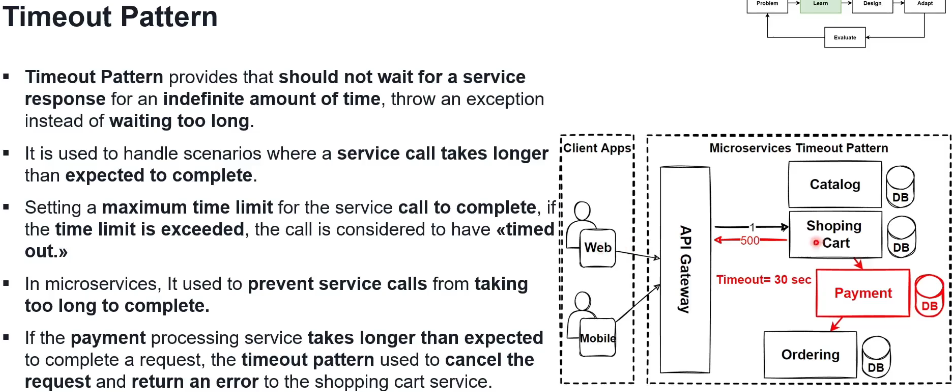 Timeout Pattern
Problem
Learn
Design
Adapt
Evaluate
▪ Timeout Pattern provides that should not wait for a service
response for an indefinite amount of time, throw an exception
instead of waiting too long.
▪ It is used to handle scenarios where a service call takes longer
than expected to complete.
▪ Setting a maximum time limit for the service call to complete, if
the time limit is exceeded, the call is considered to have «timed
out.»
▪ In microservices, It used to prevent service calls from taking
too long to complete.
▪ If the payment processing service takes longer than expected
to complete a request, the timeout pattern used to cancel the
request and return an error to the shopping cart service.
Client Apps
Web
Mobile
Microservices Timeout Pattern
API Gateway
1
500
Timeout= 30 sec
Catalog
DB
Shoping
Cart
DB
Payment
DB
Ordering
DB